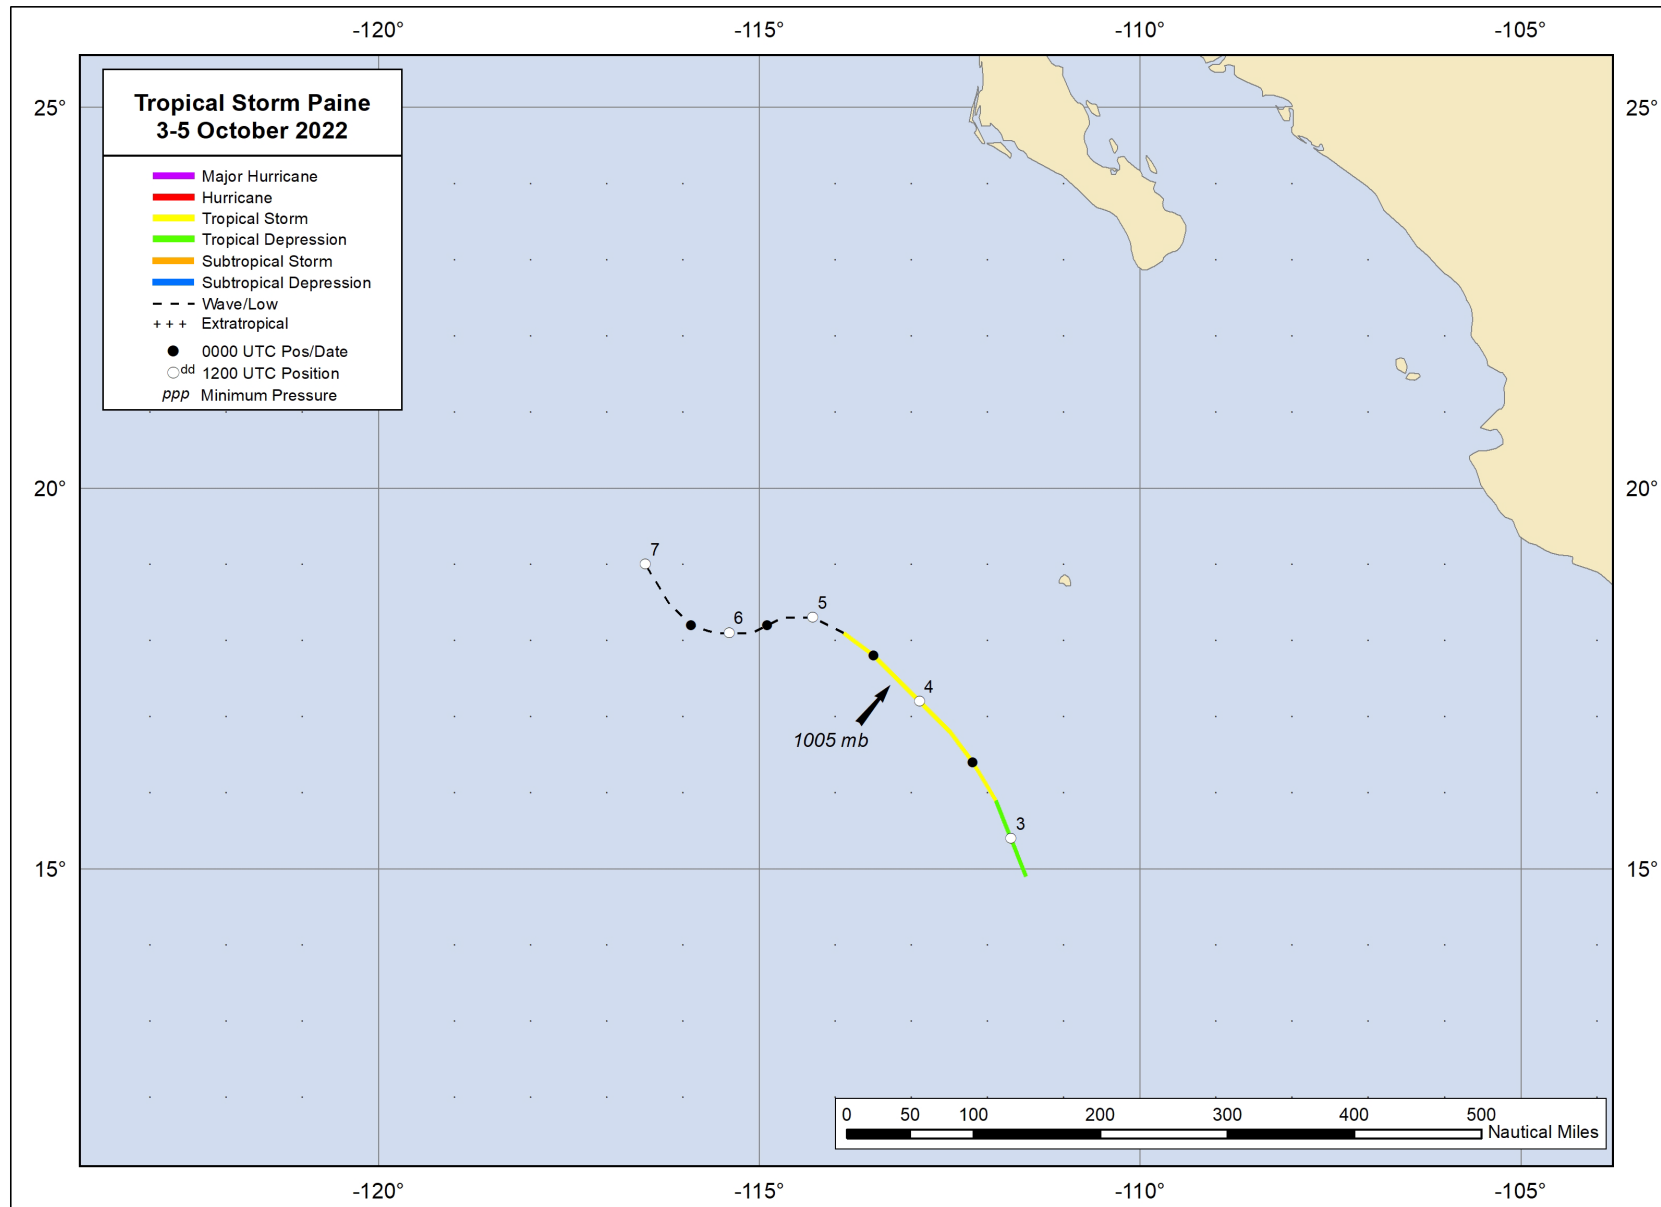 -120° -115° -110° -105°
Tropical Storm Paine
3-5 October 2022
25° 25°
Major Hurricane
Hurricane
Tropical Storm
Tropical Depression
Subtropical Storm
Subtropical Depression
Wave/Low
+ + + Extratropical
0000 UTC Pos/Date
dd 1200 UTC Position
ppp Minimum Pressure
20° 20°
7
6
5
4
1005 mb
3
15° 15°
0 50 100 200 300 400 500
Nautical Miles
-120° -115° -110° -105°